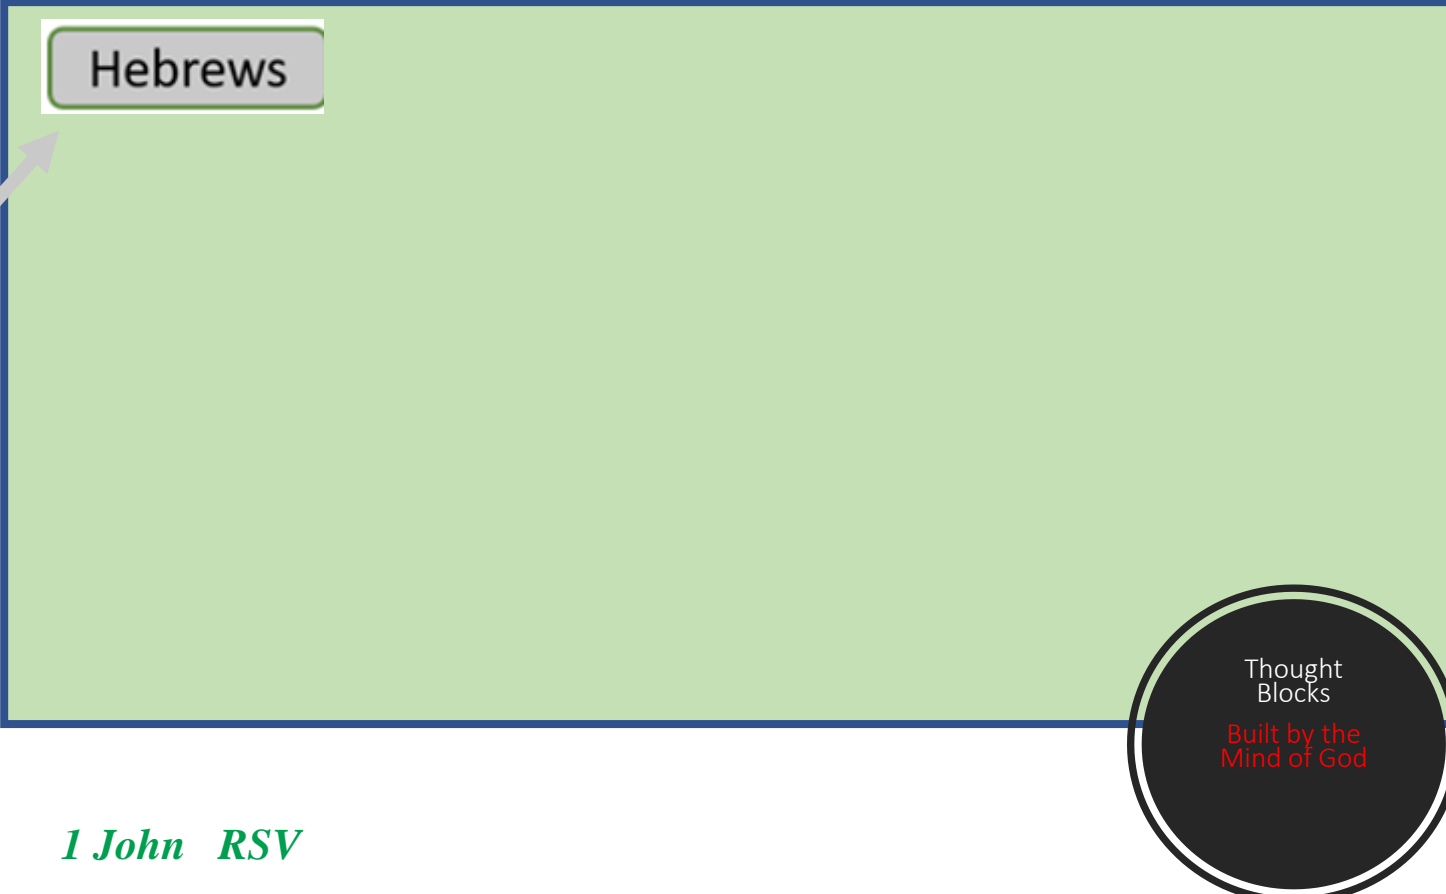 Hebrews
Thought
Blocks
Built by the
Mind of God
1 John RSV